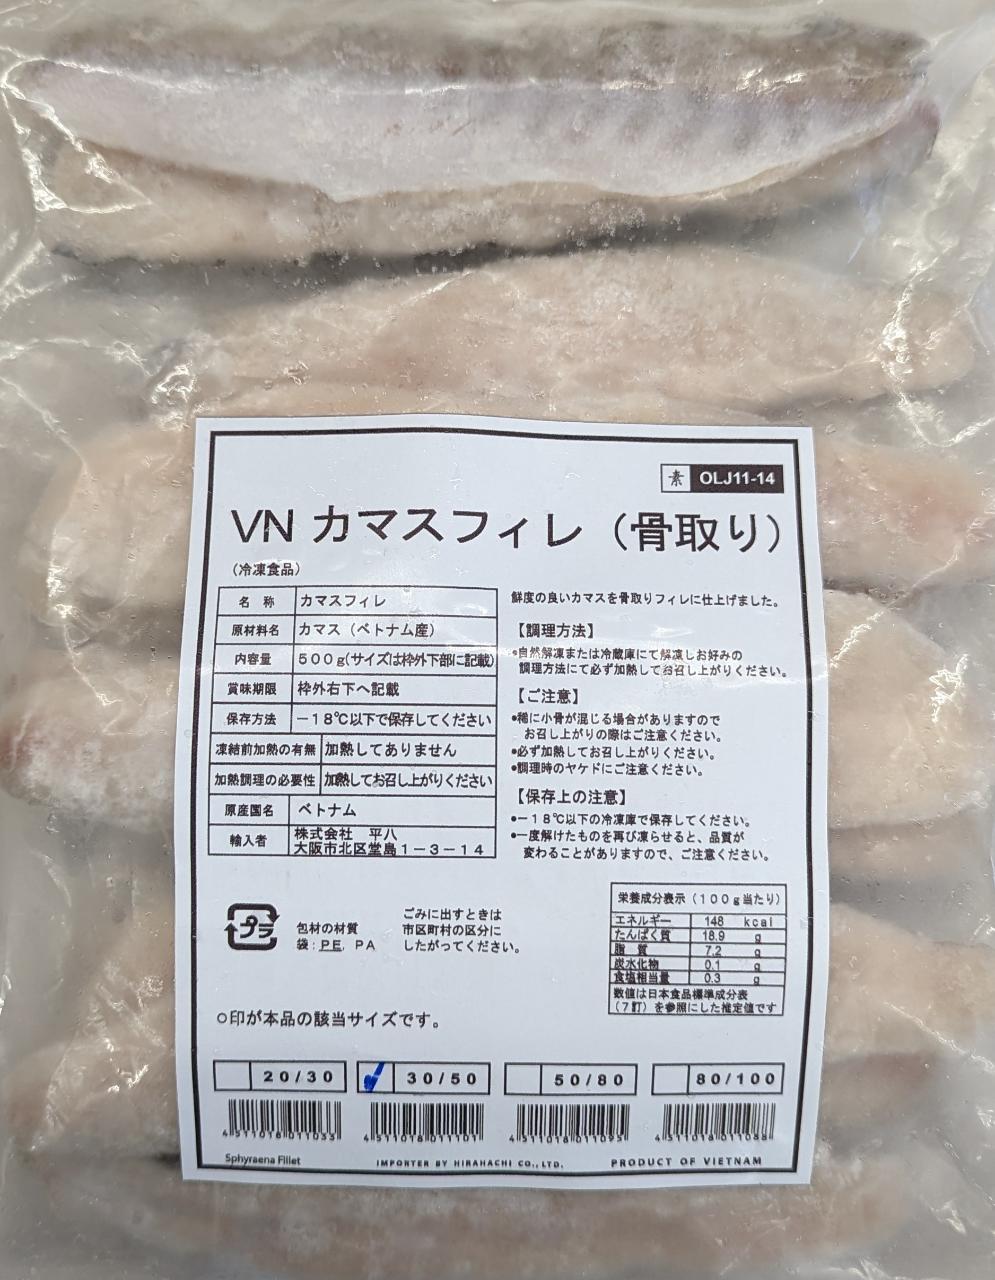 素 OLJ11-14
VN カマスフィレ（骨取り）
（冷凍食品）
名 称 カマスフィレ
原材料名 カマス（ベトナム産）
内容量 ５００ｇ(サイズは枠外下部に記載)
賞味期限 枠外右下へ記載
保存方法 －１８℃以下で保存してください
凍結前加熱の有無 加熱してありません
加熱調理の必要性 加熱してお召し上がりください
原産国名 ベトナム
輸入者 株式会社 平八
大阪市北区堂島１－３－１４
鮮度の良いカマスを骨取りフィレに仕上げました。
【調理方法】
●自然解凍または冷蔵庫にて解凍しお好みの
調理方法にて必ず加熱してお召し上がりください。
【ご注意】
●稀に小骨が混じる場合がありますので
お召し上がりの際はご注意ください。
●必ず加熱してお召し上がりください。
●調理時のヤケドにご注意ください。
【保存上の注意】
●－１８℃以下の冷凍庫で保存してください。
●一度解けたものを再び凍らせると、品質が
変わることがありますので、ご注意ください。
プラ
包材の材質
袋：PE，PA
ごみに出すときは
市区町村の区分に
したがってください。
栄養成分表示（１００ｇ当たり）
エネルギー 148 kcal
たんぱく質 18.9 g
脂 質 7.2 g
炭水化物 0.1 g
食塩相当量 0.3 g
数値は日本食品標準成分表
（７訂）を参照にした推定値です
○印が本品の該当サイズです。
20/30 30/50 50/80 80/100
4511018011033 4511018011101 4511018011095 4511018011088
Sphyraena Fillet IMPORTER BY HIRAHACHI CO.,LTD. PRODUCT OF VIETNAM